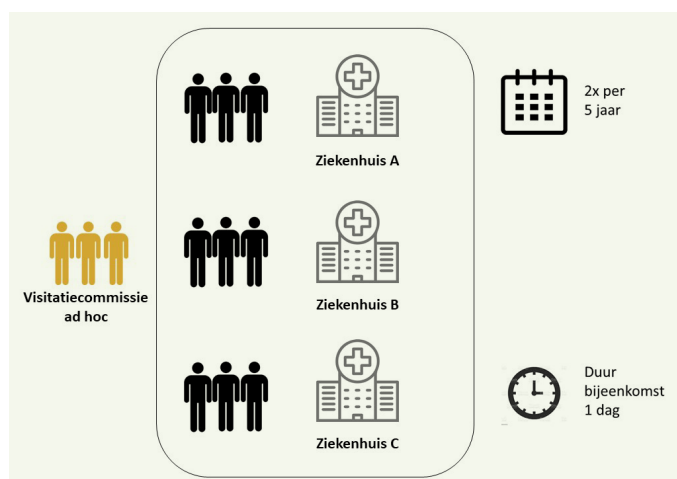 2x per
5 jaar
Ziekenhuis A
Visitatiecommissie
ad hoc
Ziekenhuis B
Duur
bijeenkomst
1 dag
Ziekenhuis C